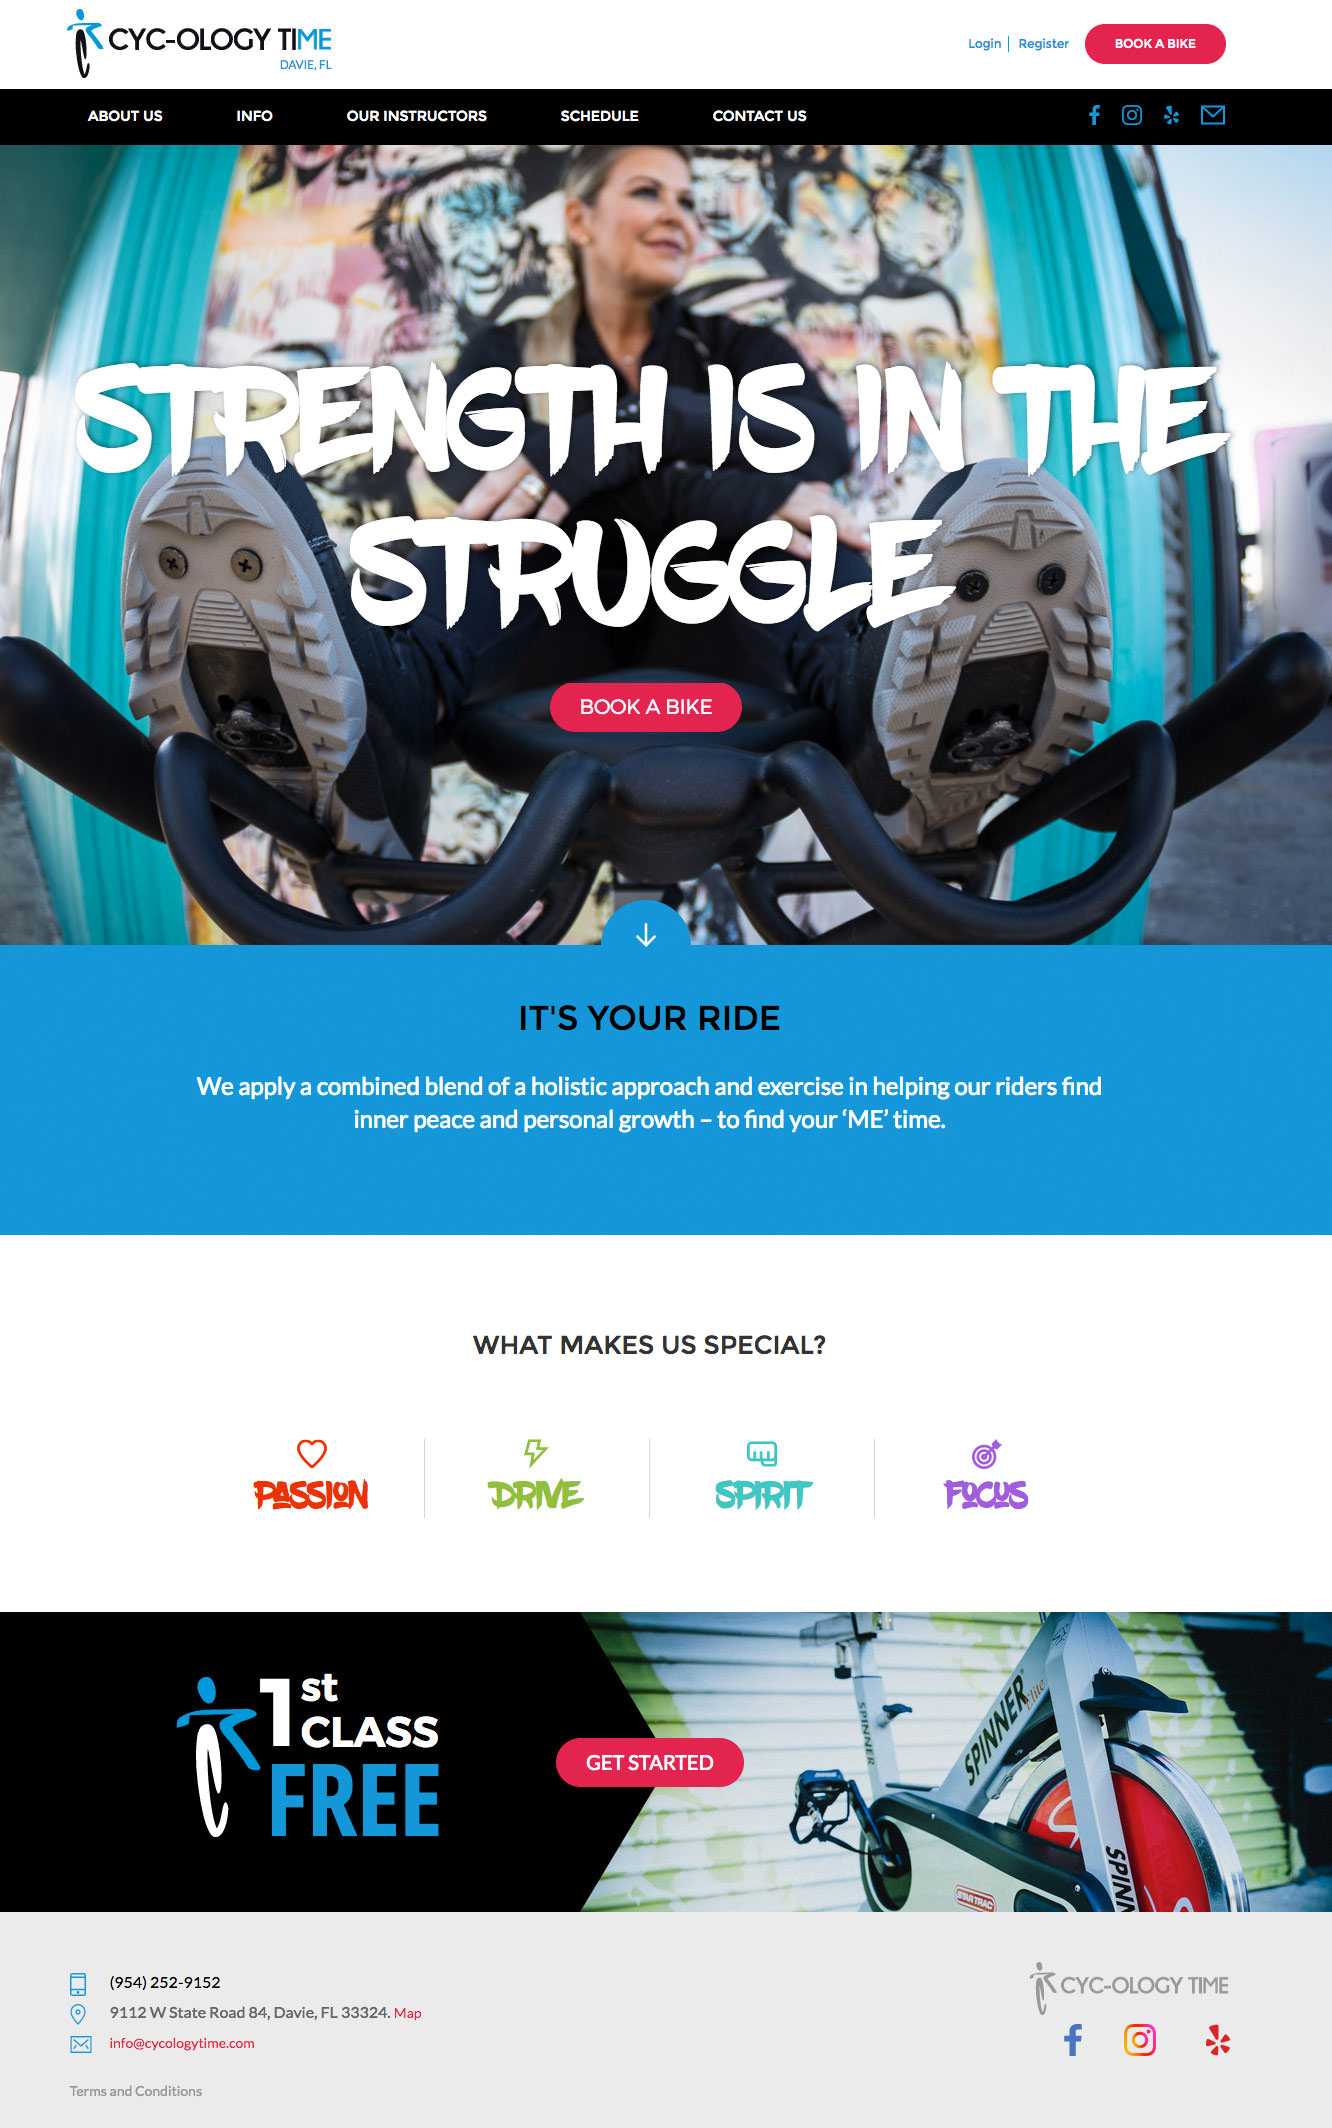 CYC-OLOGY TIME
DAVIE, FL
Login
Register
BOOK A BIKE
ABOUT US
INFO
OUR INSTRUCTORS
SCHEDULE
CONTACT US
STRENGTH IS IN THE
STRUGGLE
BOOK A BIKE
IT'S YOUR RIDE
We apply a combined blend of a holistic approach and exercise in helping our riders find
inner peace and personal growth – to find your ‘ME’ time.
WHAT MAKES US SPECIAL?
PASSION
DRIVE
SPIRIT
FOCUS
1st
CLASS
FREE
GET STARTED
SPINNER
SPINNER Elite
SPINN
STAR TRAC
(954) 252-9152
9112 W State Road 84, Davie, FL 33324. Map
info@cycologytime.com
Terms and Conditions
CYC-OLOGY TIME